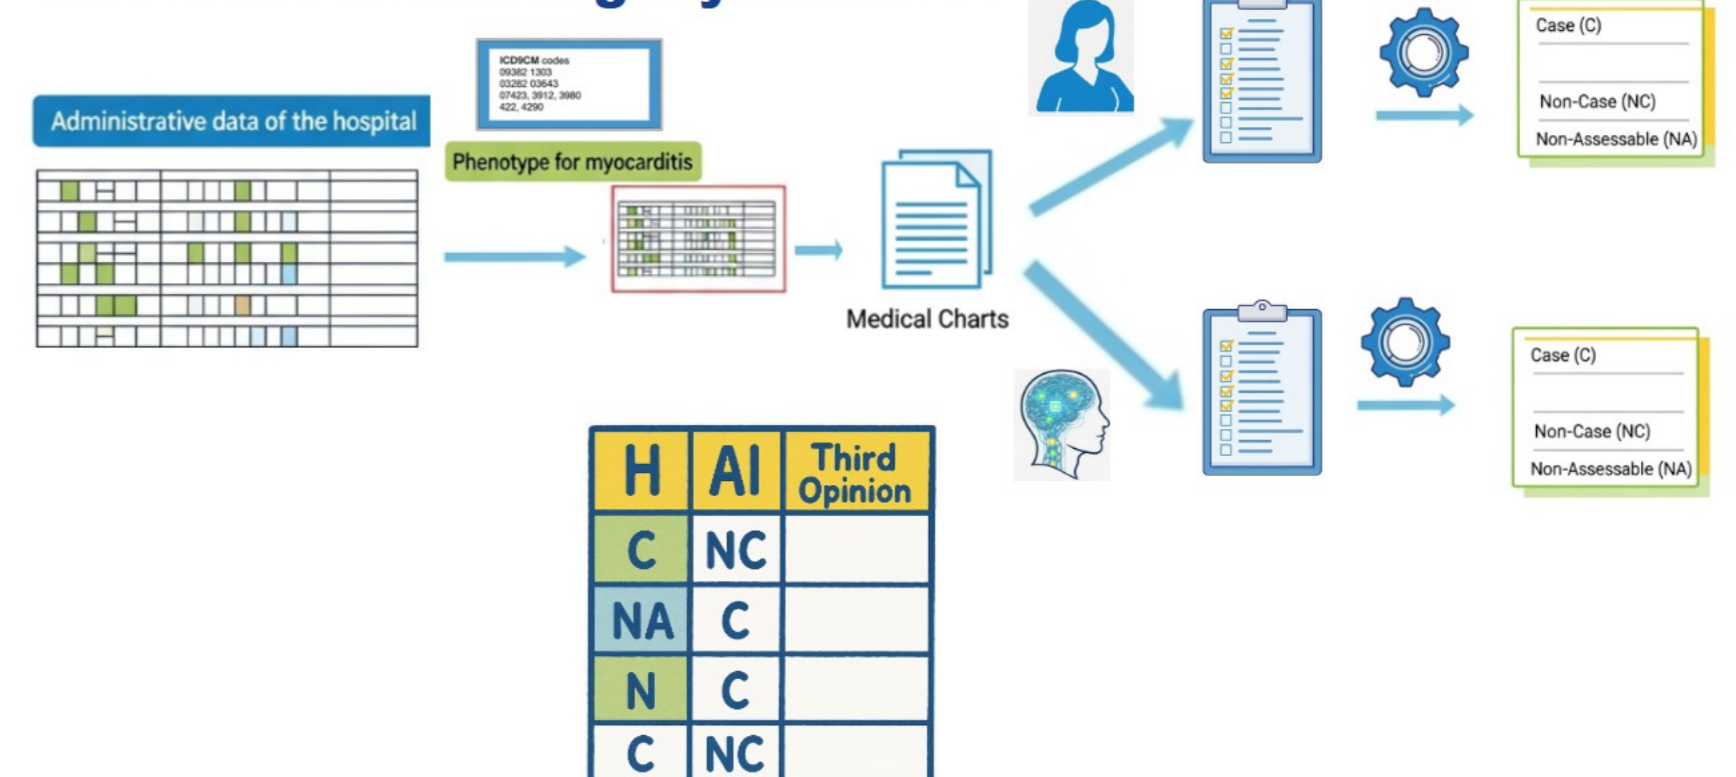 Administrative data of the hospital
ICD9CM codes
09382 1303
03282 03643
07423, 3912, 3980
422, 4290
Phenotype for myocarditis
Medical Charts
Case (C)
Non-Case (NC)
Non-Assessable (NA)
Case (C)
Non-Case (NC)
Non-Assessable (NA)
H AI Third Opinion
C NC
NA C
N C
C NC